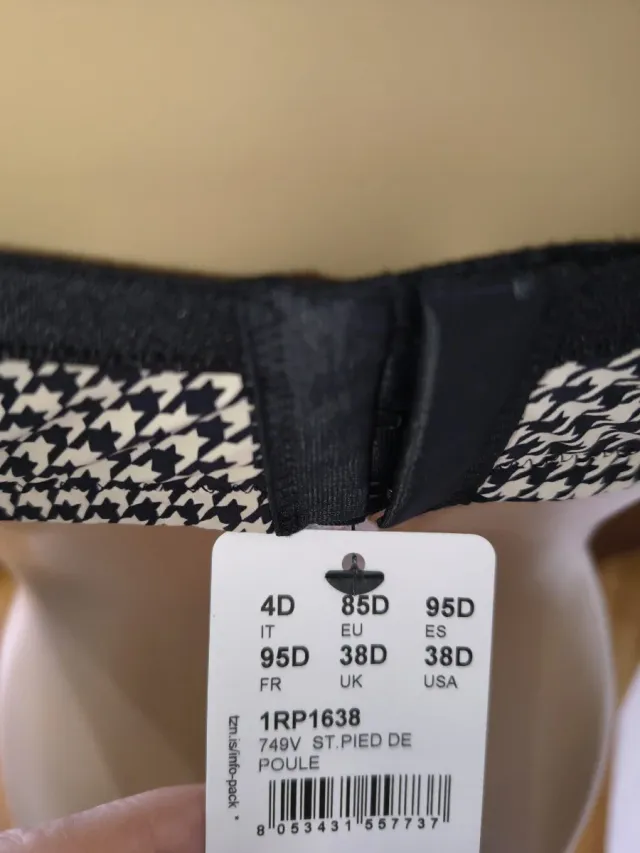 4D 85D 95D
IT EU ES
95D 38D 38D
FR UK USA
1RP1638
749V ST.PIED DE
POULE
8 053431 557737
tzn.is/info-pack